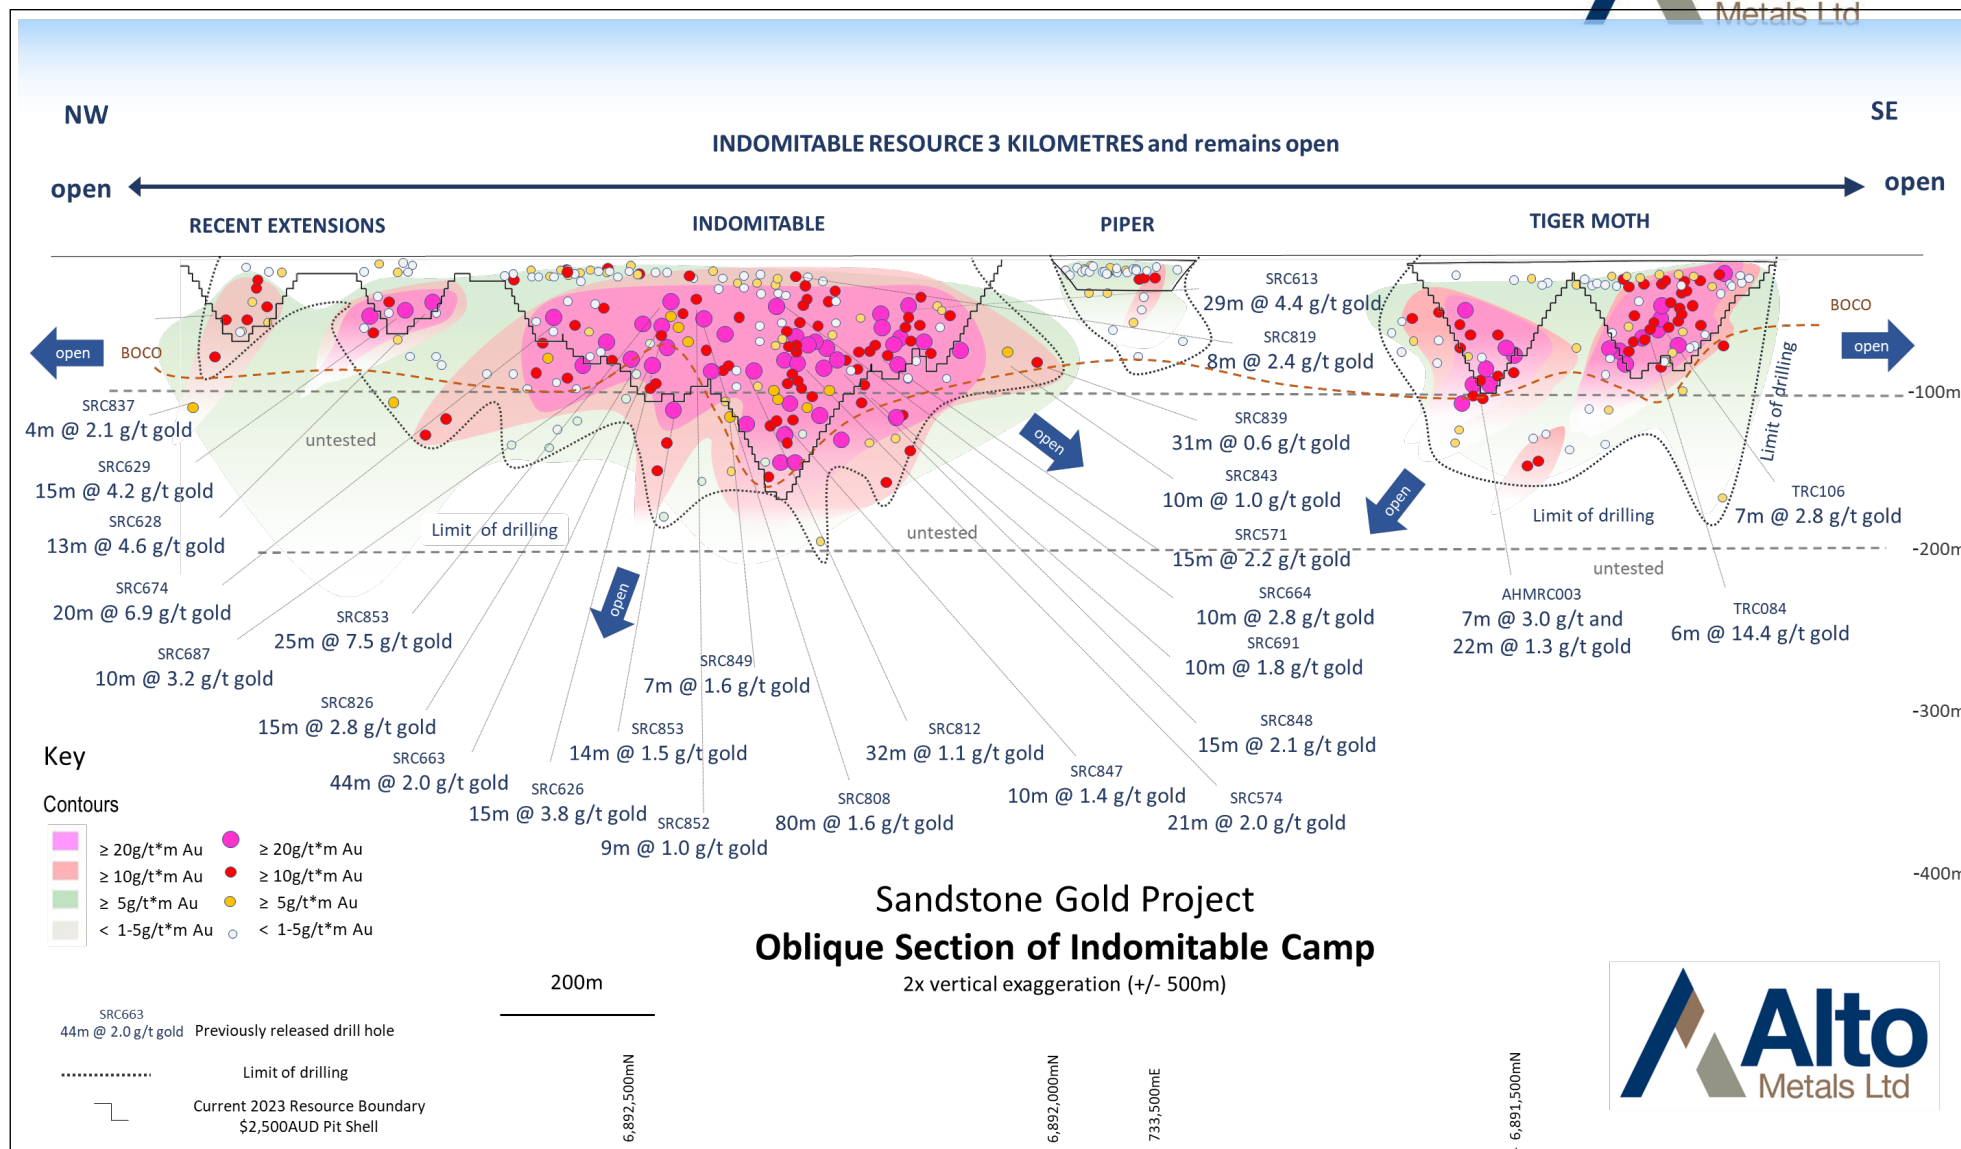 Metals Ltd
NW
SE
INDOMITABLE RESOURCE 3 KILOMETRES and remains open
open
open
RECENT EXTENSIONS
INDOMITABLE
PIPER
TIGER MOTH
SRC613
29m @ 4.4 g/t gold
BOCO
SRC819
8m @ 2.4 g/t gold
open
BOCO
open
Limit of drilling
-100m
SRC837
4m @ 2.1 g/t gold
untested
open
SRC839
31m @ 0.6 g/t gold
SRC629
15m @ 4.2 g/t gold
SRC843
10m @ 1.0 g/t gold
open
TRC106
7m @ 2.8 g/t gold
SRC628
13m @ 4.6 g/t gold
Limit of drilling
untested
SRC571
15m @ 2.2 g/t gold
Limit of drilling
-200m
untested
SRC674
20m @ 6.9 g/t gold
open
SRC853
25m @ 7.5 g/t gold
SRC664
10m @ 2.8 g/t gold
AHMRC003
7m @ 3.0 g/t and
22m @ 1.3 g/t gold
TRC084
6m @ 14.4 g/t gold
SRC687
10m @ 3.2 g/t gold
SRC849
7m @ 1.6 g/t gold
SRC691
10m @ 1.8 g/t gold
SRC826
15m @ 2.8 g/t gold
SRC853
14m @ 1.5 g/t gold
SRC812
32m @ 1.1 g/t gold
SRC848
15m @ 2.1 g/t gold
-300m
SRC663
44m @ 2.0 g/t gold
SRC626
15m @ 3.8 g/t gold
SRC852
9m @ 1.0 g/t gold
SRC808
80m @ 1.6 g/t gold
SRC847
10m @ 1.4 g/t gold
SRC574
21m @ 2.0 g/t gold
-400m
Key
Contours
≥ 20g/t*m Au ≥ 20g/t*m Au
≥ 10g/t*m Au ≥ 10g/t*m Au
≥ 5g/t*m Au ≥ 5g/t*m Au
< 1-5g/t*m Au < 1-5g/t*m Au
Sandstone Gold Project
Oblique Section of Indomitable Camp
2x vertical exaggeration (+/- 500m)
200m
SRC663
44m @ 2.0 g/t gold Previously released drill hole
Limit of drilling
Current 2023 Resource Boundary
$2,500AUD Pit Shell
6,892,500mN
6,892,000mN
733,500mE
6,891,500mN
Alto
Metals Ltd